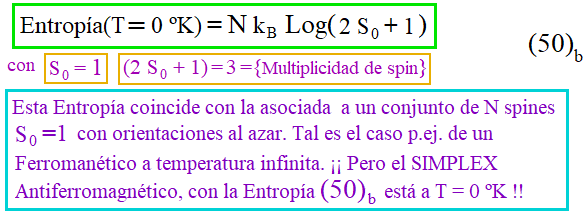 Entropía(T = 0 ºK) = N k_B Log( 2 S_0 + 1 )
(50)_b
con S_0 = 1 (2 S_0 + 1) = 3 = {Multiplicidad de spin}
Esta Entropía coincide con la asociada a un conjunto de N spines
S_0 =1 con orientaciones al azar. Tal es el caso p.ej. de un
Ferromanético a temperatura infinita. ¡¡ Pero el SIMPLEX
Antiferromagnético, con la Entropía (50)_b está a T = 0 ºK !!